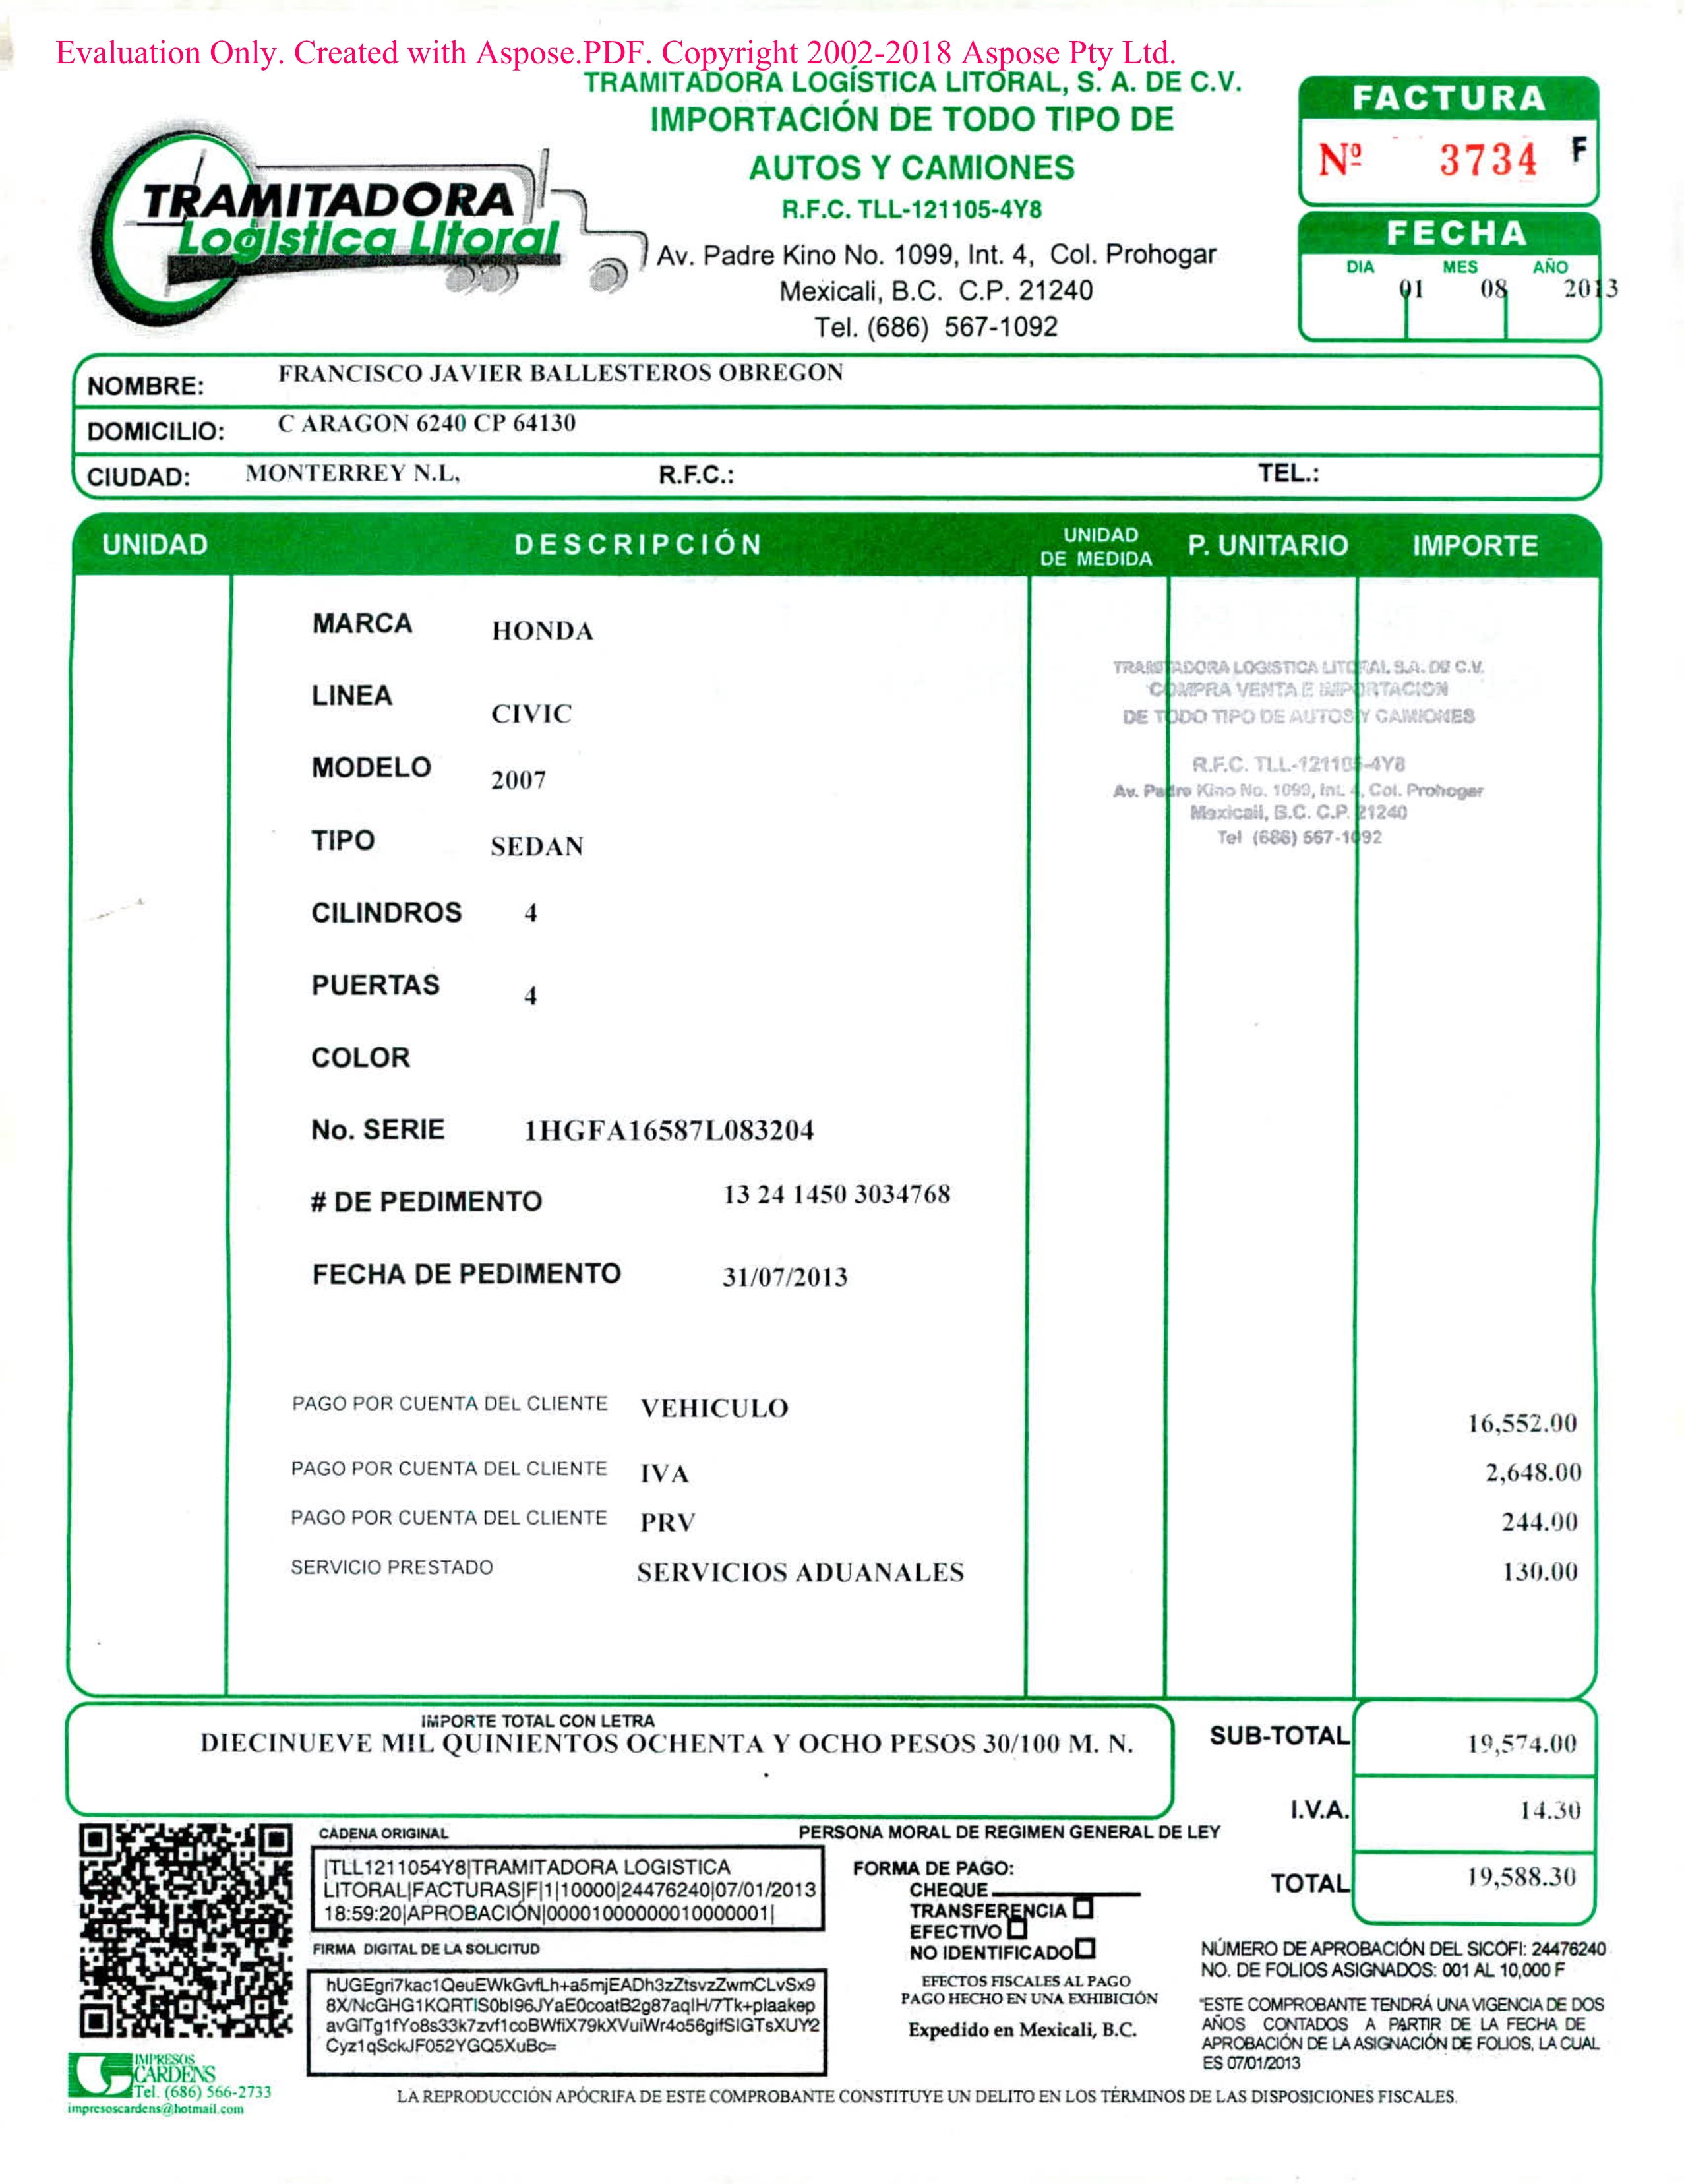 Evaluation Only. Created with Aspose.PDF. Copyright 2002-2018 Aspose Pty Ltd.
TRAMITADORA LOGÍSTICA LITORAL, S. A. DE C.V.
IMPORTACIÓN DE TODO TIPO DE
AUTOS Y CAMIONES
R.F.C. TLL-121105-4Y8
Av. Padre Kino No. 1099, Int. 4, Col. Prohogar
Mexicali, B.C. C.P. 21240
Tel. (686) 567-1092
TRAMITADORA
Logistica Litoral
FACTURA
Nº 3734 F
FECHA
DIA MES AÑO
01 08 2013
NOMBRE: FRANCISCO JAVIER BALLESTEROS OBREGON
DOMICILIO: C ARAGON 6240 CP 64130
CIUDAD: MONTERREY N.L, R.F.C.: TEL.:
UNIDAD DESCRIPCIÓN UNIDAD DE MEDIDA P. UNITARIO IMPORTE
MARCA HONDA
LINEA CIVIC
MODELO 2007
TIPO SEDAN
CILINDROS 4
PUERTAS 4
COLOR
No. SERIE 1HGFA16587L083204
# DE PEDIMENTO 13 24 1450 3034768
FECHA DE PEDIMENTO 31/07/2013
TRAMITADORA LOGISTICA LITORAL S.A. DE C.V.
COMPRA VENTA E IMPORTACION
DE TODO TIPO DE AUTOS Y CAMIONES
R.F.C. TLL-121105-4Y8
Av. Padre Kino No. 1099, Int. 4, Col. Prohogar
Mexicali, B.C. C.P. 21240
Tel (686) 567-1092
PAGO POR CUENTA DEL CLIENTE VEHICULO 16,552.00
PAGO POR CUENTA DEL CLIENTE IVA 2,648.00
PAGO POR CUENTA DEL CLIENTE PRV 244.00
SERVICIO PRESTADO SERVICIOS ADUANALES 130.00
IMPORTE TOTAL CON LETRA
DIECINUEVE MIL QUINIENTOS OCHENTA Y OCHO PESOS 30/100 M. N.
SUB-TOTAL 19,574.00
I.V.A. 14.30
TOTAL 19,588.30
CADENA ORIGINAL
|TLL1211054Y8|TRAMITADORA LOGISTICA
LITORAL|FACTURAS|F|1|10000|24476240|07/01/2013
18:59:20|APROBACIÓN|00001000000010000001|
FIRMA DIGITAL DE LA SOLICITUD
hUGEgri7kac1QeuEWkGvfLh+a5mjEADh3zZtsvzZwmCLvSx9
8X/NcGHG1KQRTIS0bI96JYaE0coatB2g87aqlH/7Tk+plaakep
avGlTg1fYo8s33k7zvf1coBWfiX79kXVuiWr4o56gifSIGTsXUY2
Cyz1qSckJF052YGQ5XuBc=
PERSONA MORAL DE REGIMEN GENERAL DE LEY
FORMA DE PAGO:
CHEQUE
TRANSFERENCIA
EFECTIVO
NO IDENTIFICADO
EFECTOS FISCALES AL PAGO
PAGO HECHO EN UNA EXHIBICIÓN
Expedido en Mexicali, B.C.
NÚMERO DE APROBACIÓN DEL SICOFI: 24476240
NO. DE FOLIOS ASIGNADOS: 001 AL 10,000 F
"ESTE COMPROBANTE TENDRÁ UNA VIGENCIA DE DOS
AÑOS CONTADOS A PARTIR DE LA FECHA DE
APROBACIÓN DE LA ASIGNACIÓN DE FOLIOS, LA CUAL
ES 07/01/2013
IMPRESOS
CARDENS
Tel. (686) 566-2733
impresoscardens@hotmail.com
LA REPRODUCCIÓN APÓCRIFA DE ESTE COMPROBANTE CONSTITUYE UN DELITO EN LOS TÉRMINOS DE LAS DISPOSICIONES FISCALES.